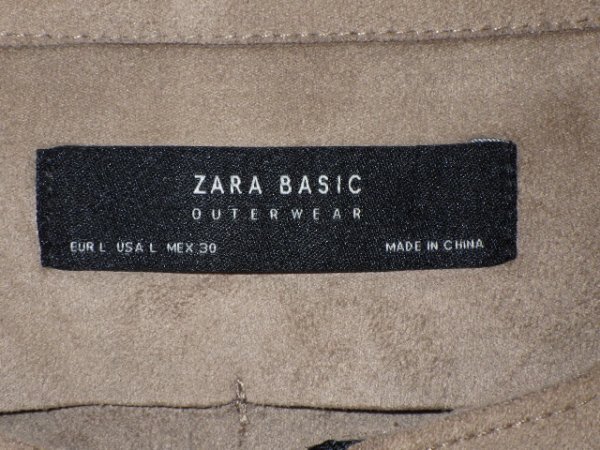 ZARA BASIC
OUTERWEAR
EUR L USA L MEX 30 MADE IN CHINA